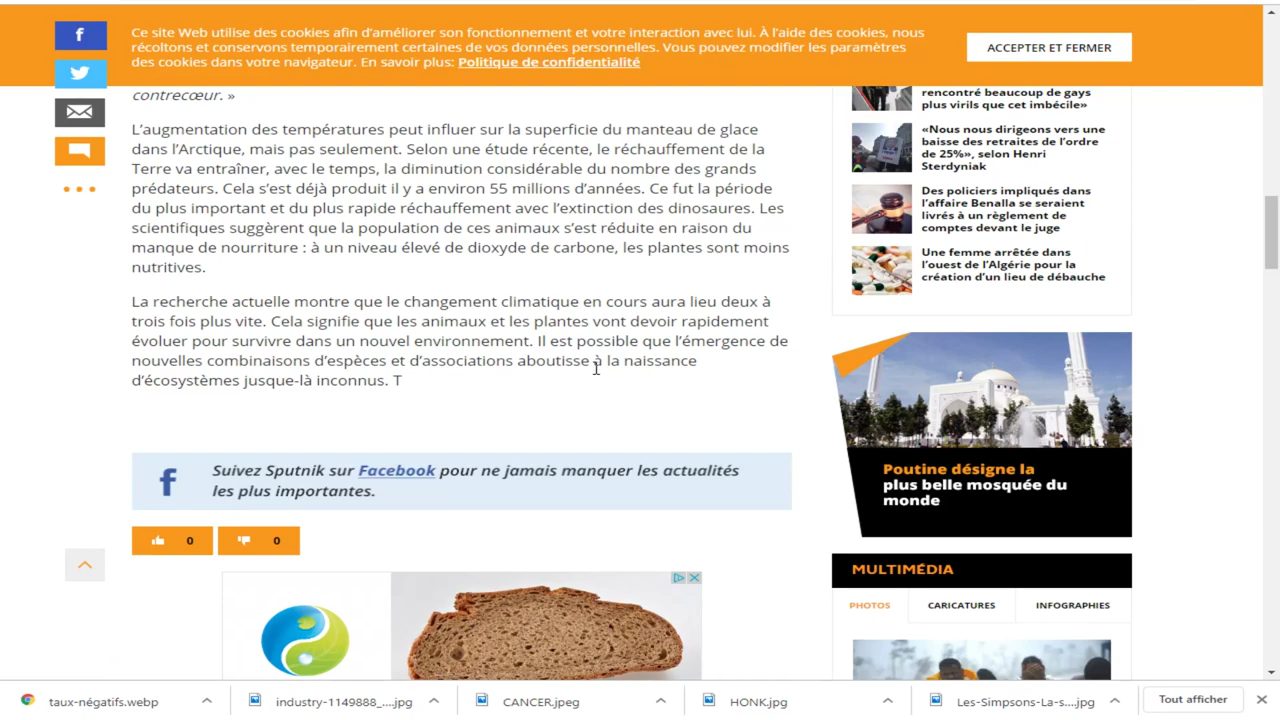 Ce site Web utilise des cookies afin d’améliorer son fonctionnement et votre interaction avec lui. À l’aide des cookies, nous
récoltons et conservons temporairement certaines de vos données personnelles. Vous pouvez modifier les paramètres
des cookies dans votre navigateur. En savoir plus: Politique de confidentialité
ACCEPTER ET FERMER
contrecœur. »
L’augmentation des températures peut influer sur la superficie du manteau de glace
dans l’Arctique, mais pas seulement. Selon une étude récente, le réchauffement de la
Terre va entraîner, avec le temps, la diminution considérable du nombre des grands
prédateurs. Cela s’est déjà produit il y a environ 55 millions d’années. Ce fut la période
du plus important et du plus rapide réchauffement avec l’extinction des dinosaures. Les
scientifiques suggèrent que la population de ces animaux s’est réduite en raison du
manque de nourriture : à un niveau élevé de dioxyde de carbone, les plantes sont moins
nutritives.
La recherche actuelle montre que le changement climatique en cours aura lieu deux à
trois fois plus vite. Cela signifie que les animaux et les plantes vont devoir rapidement
évoluer pour survivre dans un nouvel environnement. Il est possible que l’émergence de
nouvelles combinaisons d’espèces et d’associations aboutisse à la naissance
d’écosystèmes jusque-là inconnus. T
Suivez Sputnik sur Facebook pour ne jamais manquer les actualités
les plus importantes.
0
0
rencontré beaucoup de gays
plus virils que cet imbécile»
«Nous nous dirigeons vers une
baisse des retraites de l’ordre
de 25%», selon Henri
Sterdyniak
Des policiers impliqués dans
l’affaire Benalla se seraient
livrés à un règlement de
comptes devant le juge
Une femme arrêtée dans
l’ouest de l’Algérie pour la
création d’un lieu de débauche
Poutine désigne la
plus belle mosquée du
monde
MULTIMÉDIA
PHOTOS
CARICATURES
INFOGRAPHIES
taux-négatifs.webp
industry-1149888_....jpg
CANCER.jpeg
HONK.jpg
Les-Simpsons-La-s....jpg
Tout afficher